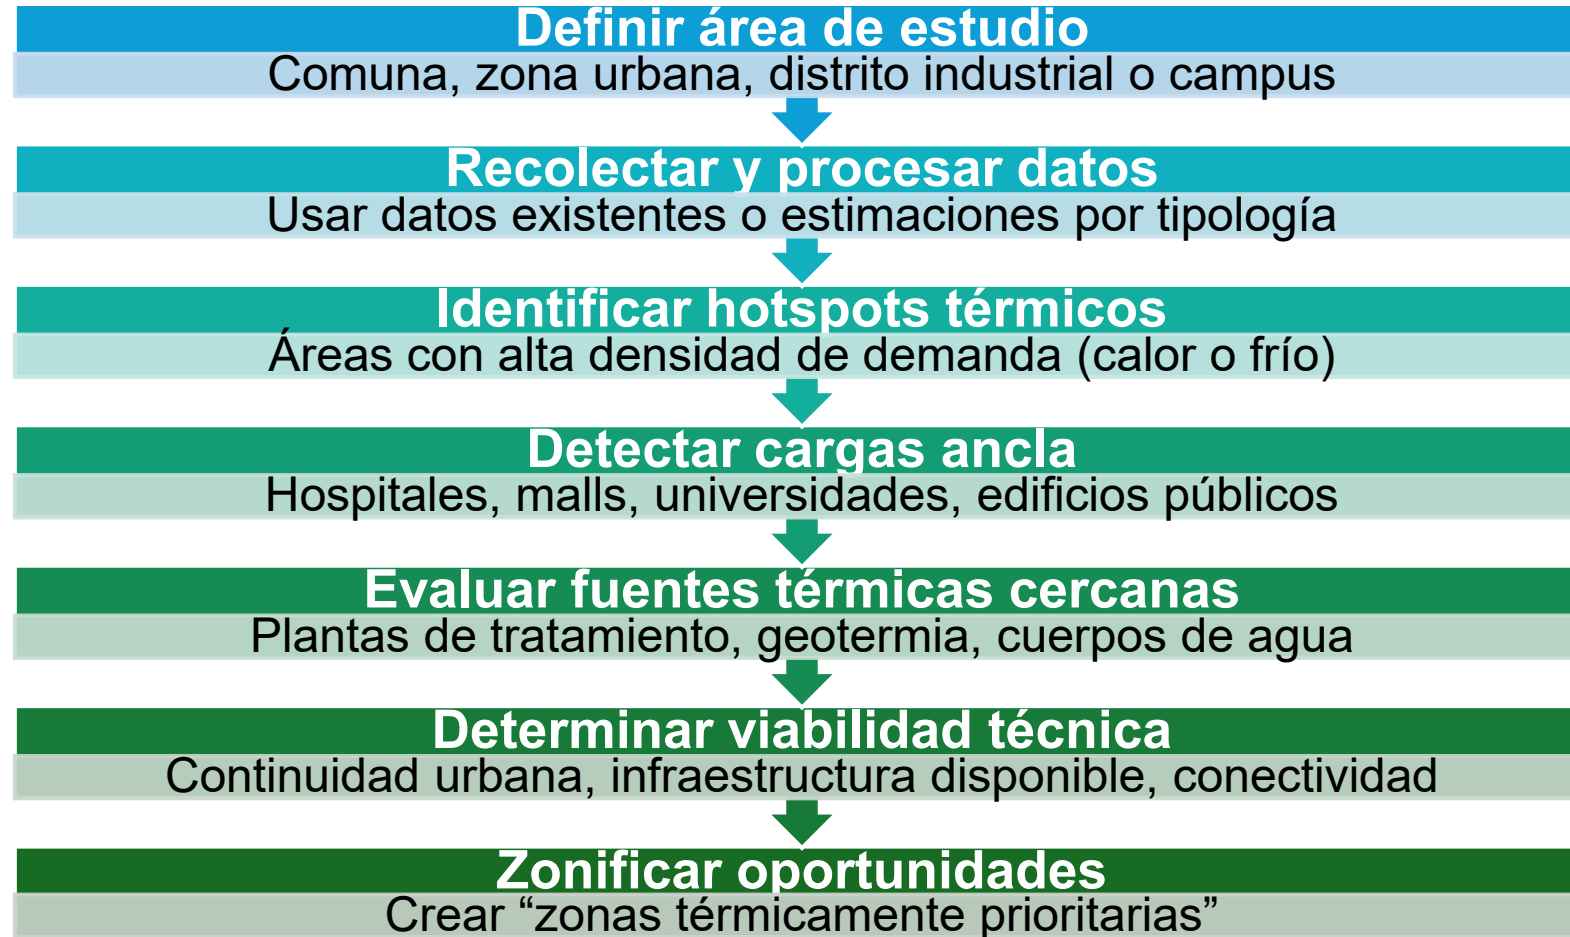 Definir área de estudio
Comuna, zona urbana, distrito industrial o campus
Recolectar y procesar datos
Usar datos existentes o estimaciones por tipología
Identificar hotspots térmicos
Áreas con alta densidad de demanda (calor o frío)
Detectar cargas ancla
Hospitales, malls, universidades, edificios públicos
Evaluar fuentes térmicas cercanas
Plantas de tratamiento, geotermia, cuerpos de agua
Determinar viabilidad técnica
Continuidad urbana, infraestructura disponible, conectividad
Zonificar oportunidades
Crear “zonas térmicamente prioritarias”